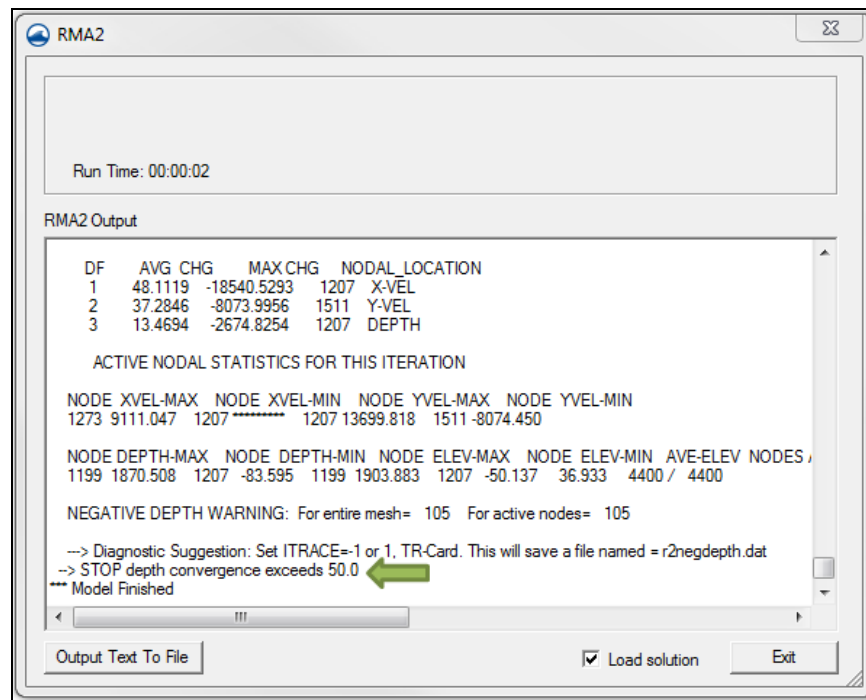 RMA2
Run Time: 00:00:02
RMA2 Output
DF AVG CHG MAX CHG NODAL_LOCATION
1 48.1119 -18540.5293 1207 X-VEL
2 37.2846 -8073.9956 1511 Y-VEL
3 13.4694 -2674.8254 1207 DEPTH
ACTIVE NODAL STATISTICS FOR THIS ITERATION
NODE XVEL-MAX NODE XVEL-MIN NODE YVEL-MAX NODE YVEL-MIN
1273 9111.047 1207 ********* 1207 13699.818 1511 -8074.450
NODE DEPTH-MAX NODE DEPTH-MIN NODE ELEV-MAX NODE ELEV-MIN AVE-ELEV NODES /
1199 1870.508 1207 -83.595 1199 1903.883 1207 -50.137 36.933 4400 / 4400
NEGATIVE DEPTH WARNING: For entire mesh= 105 For active nodes= 105
---> Diagnostic Suggestion: Set ITRACE=-1 or 1, TR-Card. This will save a file named = r2negdepth.dat
--> STOP depth convergence exceeds 50.0
*** Model Finished
Output Text To File
Load solution
Exit